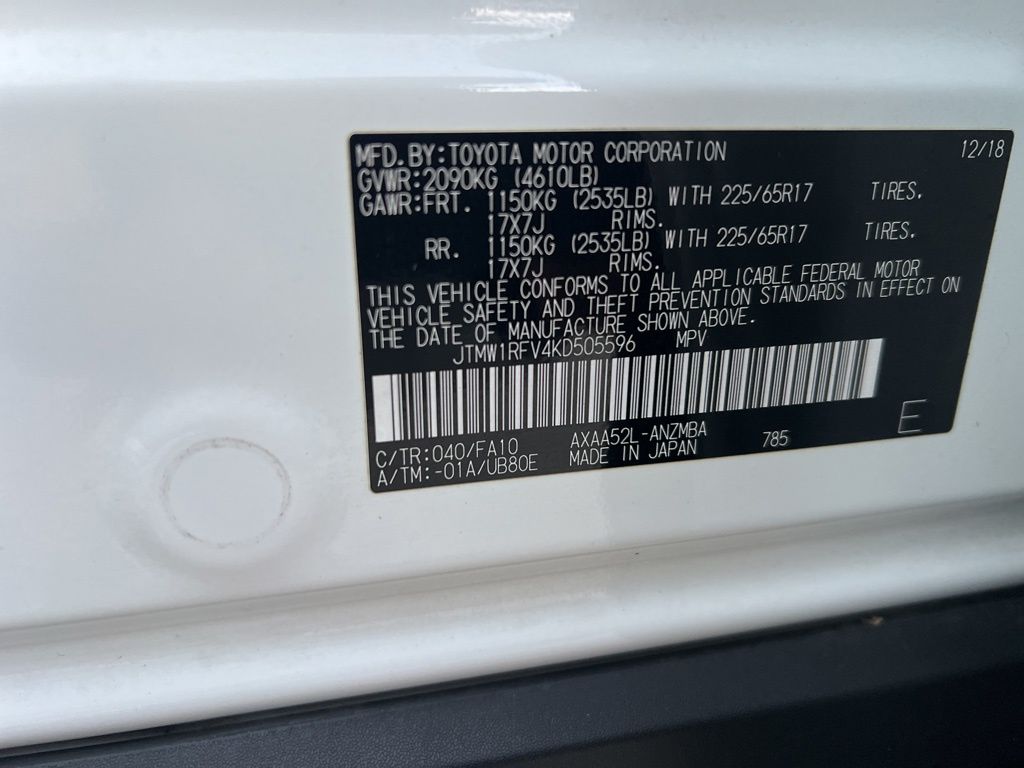 MFD.BY:TOYOTA MOTOR CORPORATION 12/18
GVWR:2090KG (4610LB)
GAWR:FRT. 1150KG (2535LB) WITH 225/65R17 TIRES.
17X7J RIMS.
RR. 1150KG (2535LB) WITH 225/65R17 TIRES.
17X7J RIMS.
THIS VEHICLE CONFORMS TO ALL APPLICABLE FEDERAL MOTOR
VEHICLE SAFETY AND THEFT PREVENTION STANDARDS IN EFFECT ON
THE DATE OF MANUFACTURE SHOWN ABOVE.
JTMW1RFV4KD505596 MPV
C/TR:040/FA10 AXAA52L-ANZMBA 785 E
A/TM:-01A/UB80E MADE IN JAPAN